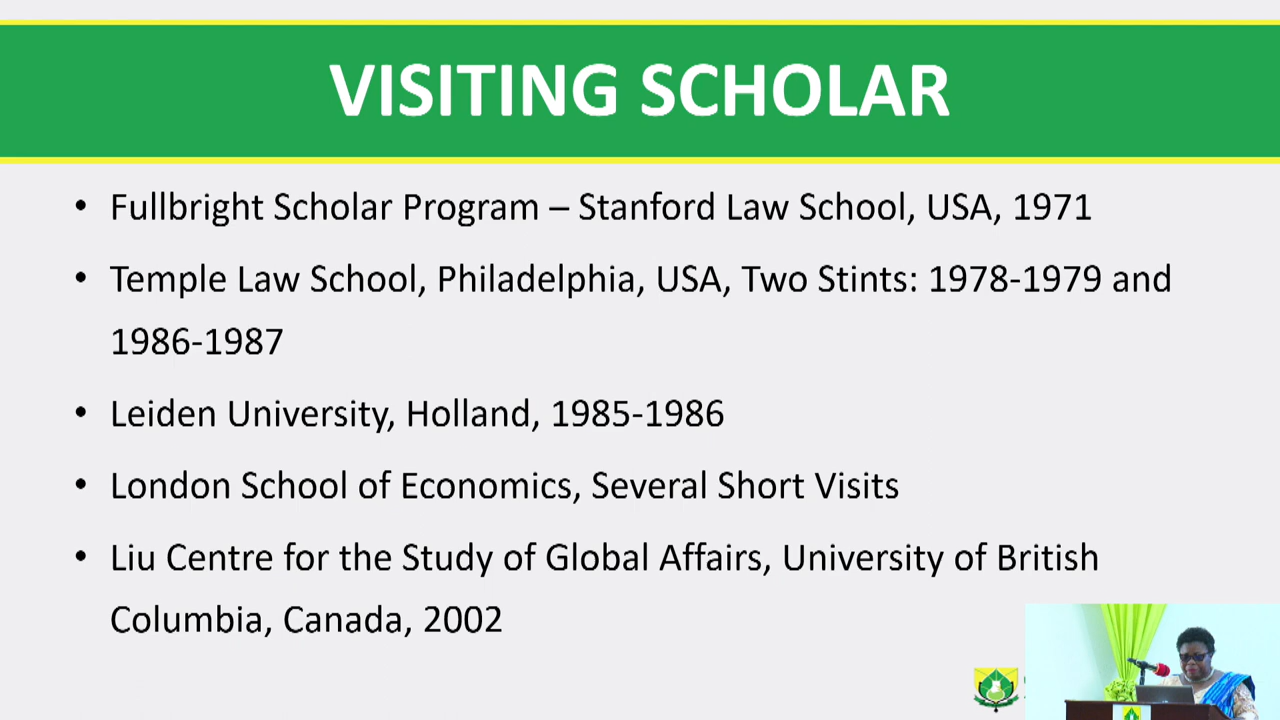 VISITING SCHOLAR
• Fullbright Scholar Program – Stanford Law School, USA, 1971
• Temple Law School, Philadelphia, USA, Two Stints: 1978-1979 and
1986-1987
• Leiden University, Holland, 1985-1986
• London School of Economics, Several Short Visits
• Liu Centre for the Study of Global Affairs, University of British
Columbia, Canada, 2002